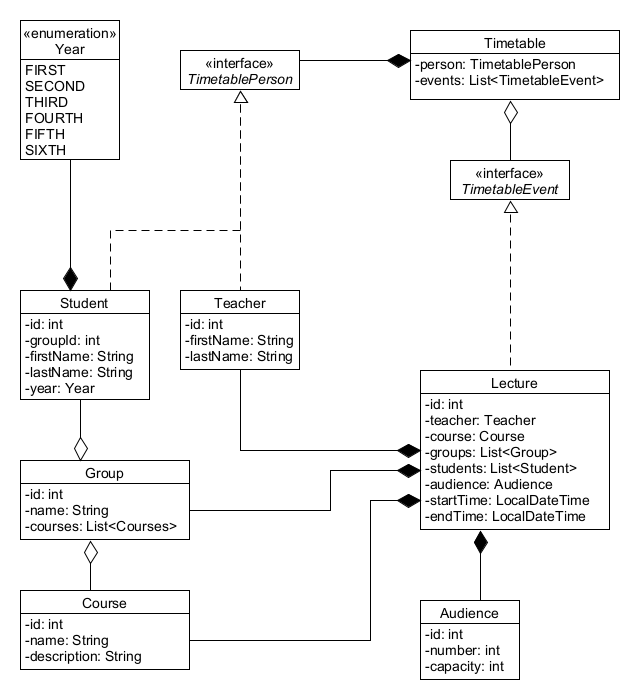 «enumeration»
Year
FIRST
SECOND
THIRD
FOURTH
FIFTH
SIXTH
«interface»
TimetablePerson
Timetable
-person: TimetablePerson
-events: List<TimetableEvent>
«interface»
TimetableEvent
Student
-id: int
-groupId: int
-firstName: String
-lastName: String
-year: Year
Teacher
-id: int
-firstName: String
-lastName: String
Lecture
-id: int
-teacher: Teacher
-course: Course
-groups: List<Group>
-students: List<Student>
-audience: Audience
-startTime: LocalDateTime
-endTime: LocalDateTime
Group
-id: int
-name: String
-courses: List<Courses>
Course
-id: int
-name: String
-description: String
Audience
-id: int
-number: int
-capacity: int